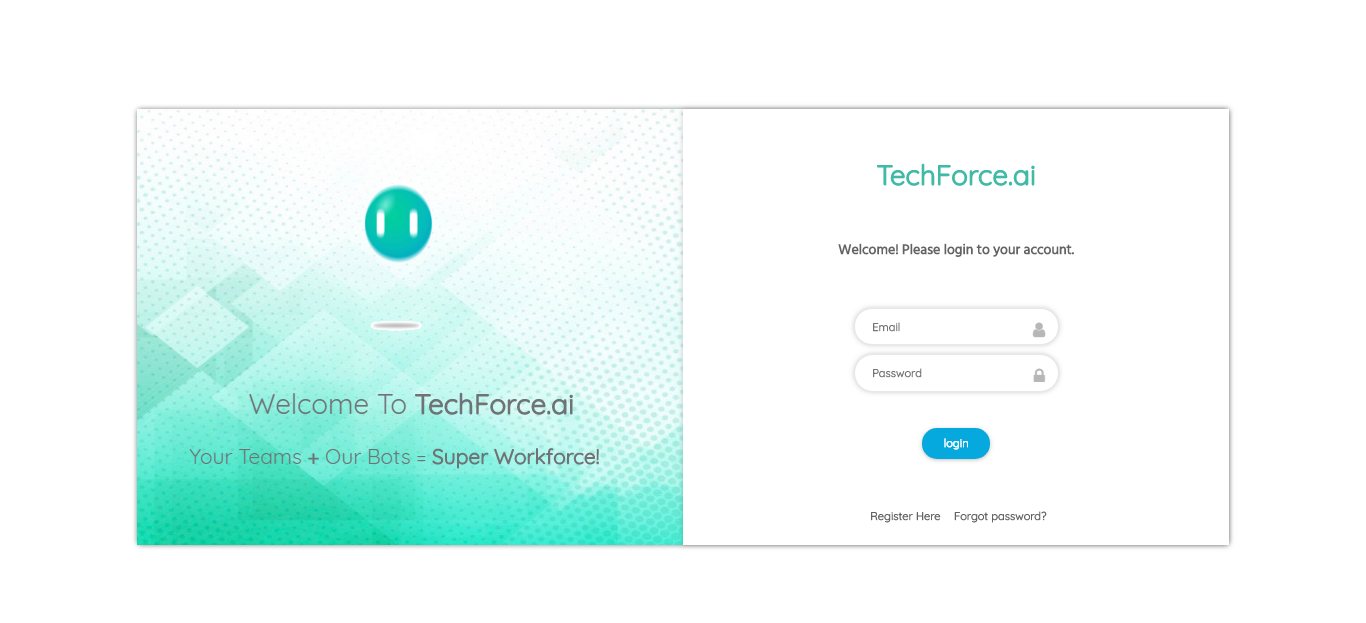 Welcome To TechForce.ai
Your Teams + Our Bots = Super Workforce!
TechForce.ai
Welcome! Please login to your account.
Email
Password
login
Register Here Forgot password?